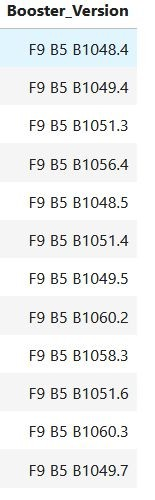 Booster_Version
F9 B5 B1048.4
F9 B5 B1049.4
F9 B5 B1051.3
F9 B5 B1056.4
F9 B5 B1048.5
F9 B5 B1051.4
F9 B5 B1049.5
F9 B5 B1060.2
F9 B5 B1058.3
F9 B5 B1051.6
F9 B5 B1060.3
F9 B5 B1049.7